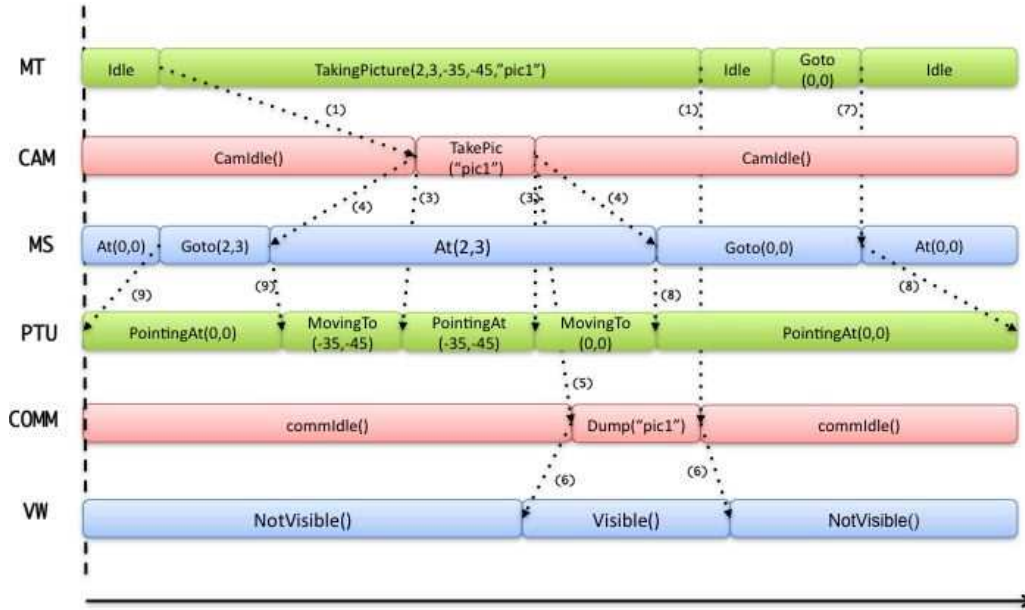 MT
Idle
TakingPicture(2,3,-35,-45,"pic1")
Idle
Goto
(0,0)
Idle
(1)
(1)
(7)
CAM
CamIdle()
TakePic
("pic1")
CamIdle()
(4)
(3)
(3)
(4)
MS
At(0,0)
Goto(2,3)
At(2,3)
Goto(0,0)
At(0,0)
(9)
(9)
(8)
(8)
PTU
PointingAt(0,0)
MovingTo
(-35,-45)
PointingAt
(-35,-45)
MovingTo
(0,0)
PointingAt(0,0)
(5)
COMM
commIdle()
Dump("pic1")
commIdle()
(6)
(6)
VW
NotVisible()
Visible()
NotVisible()